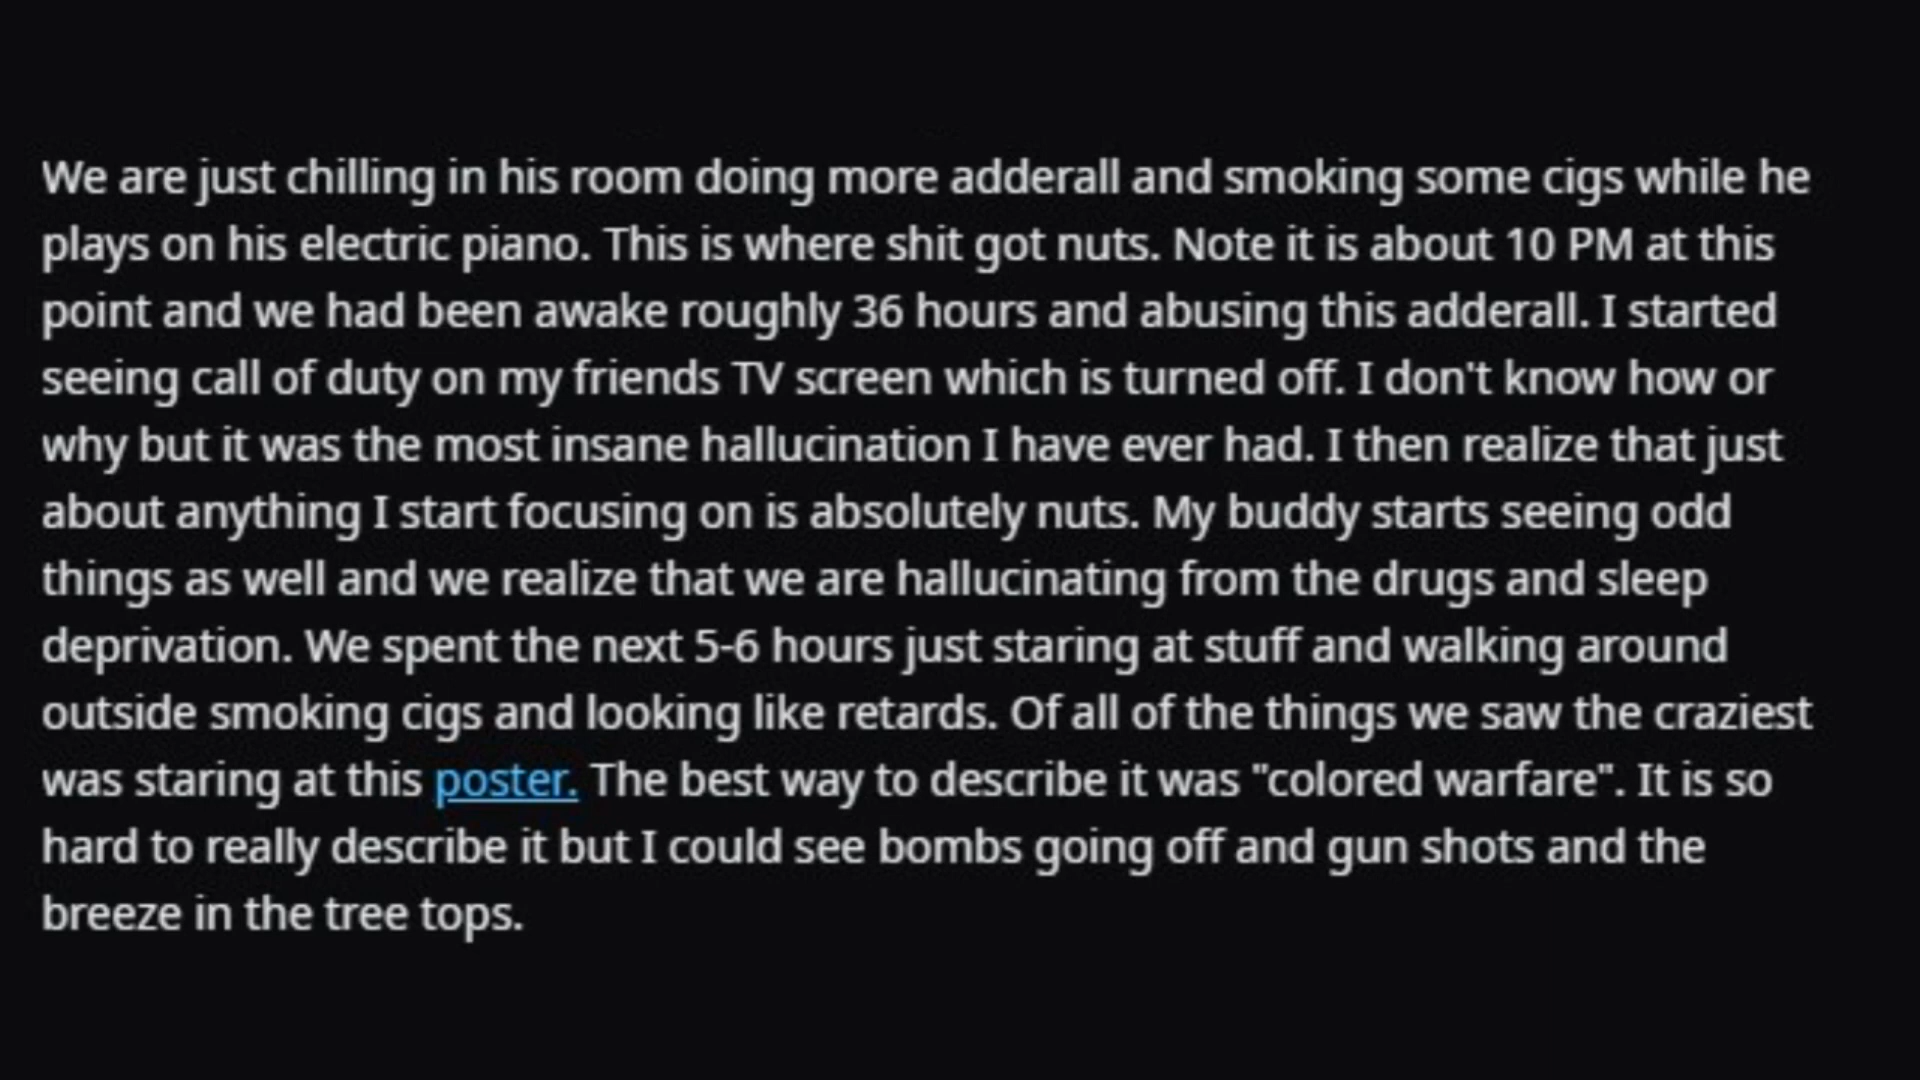 We are just chilling in his room doing more adderall and smoking some cigs while he
plays on his electric piano. This is where shit got nuts. Note it is about 10 PM at this
point and we had been awake roughly 36 hours and abusing this adderall. I started
seeing call of duty on my friends TV screen which is turned off. I don't know how or
why but it was the most insane hallucination I have ever had. I then realize that just
about anything I start focusing on is absolutely nuts. My buddy starts seeing odd
things as well and we realize that we are hallucinating from the drugs and sleep
deprivation. We spent the next 5-6 hours just staring at stuff and walking around
outside smoking cigs and looking like retards. Of all of the things we saw the craziest
was staring at this poster. The best way to describe it was "colored warfare". It is so
hard to really describe it but I could see bombs going off and gun shots and the
breeze in the tree tops.